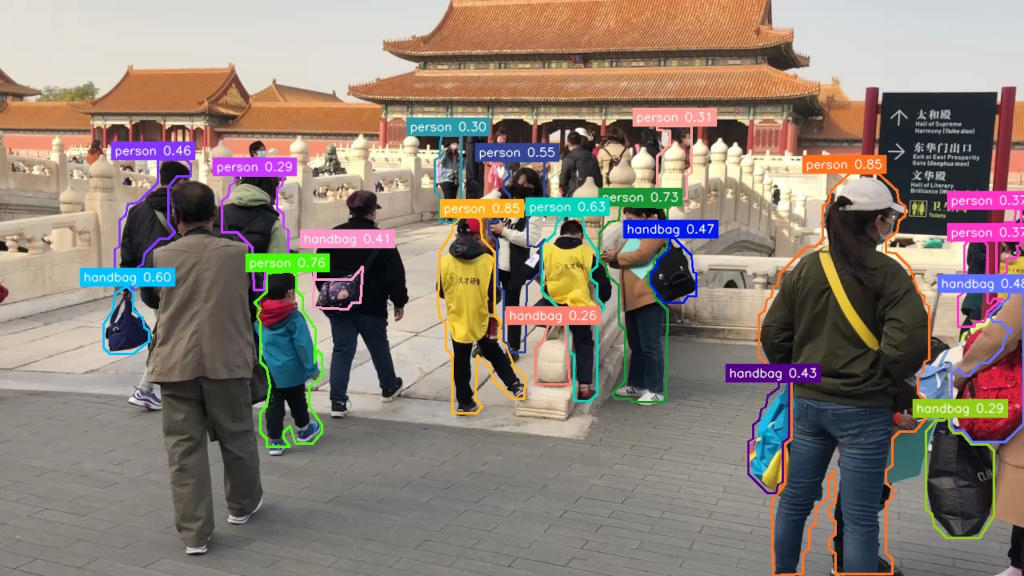 person 0.30
person 0.31
person 0.46
person 0.55
person 0.29
person 0.85
太和殿
Hall of Supreme
Harmony (Taihe dian)
东华门出口
Exit at East Prosperity
Gate (Donghua men)
文华殿
Hall of Literary
Brilliance
Toilets
person 0.85
person 0.63
person 0.73
handbag 0.41
handbag 0.47
person 0.37
person 0.37
person 0.76
handbag 0.60
handbag 0.48
handbag 0.26
handbag 0.43
handbag 0.29